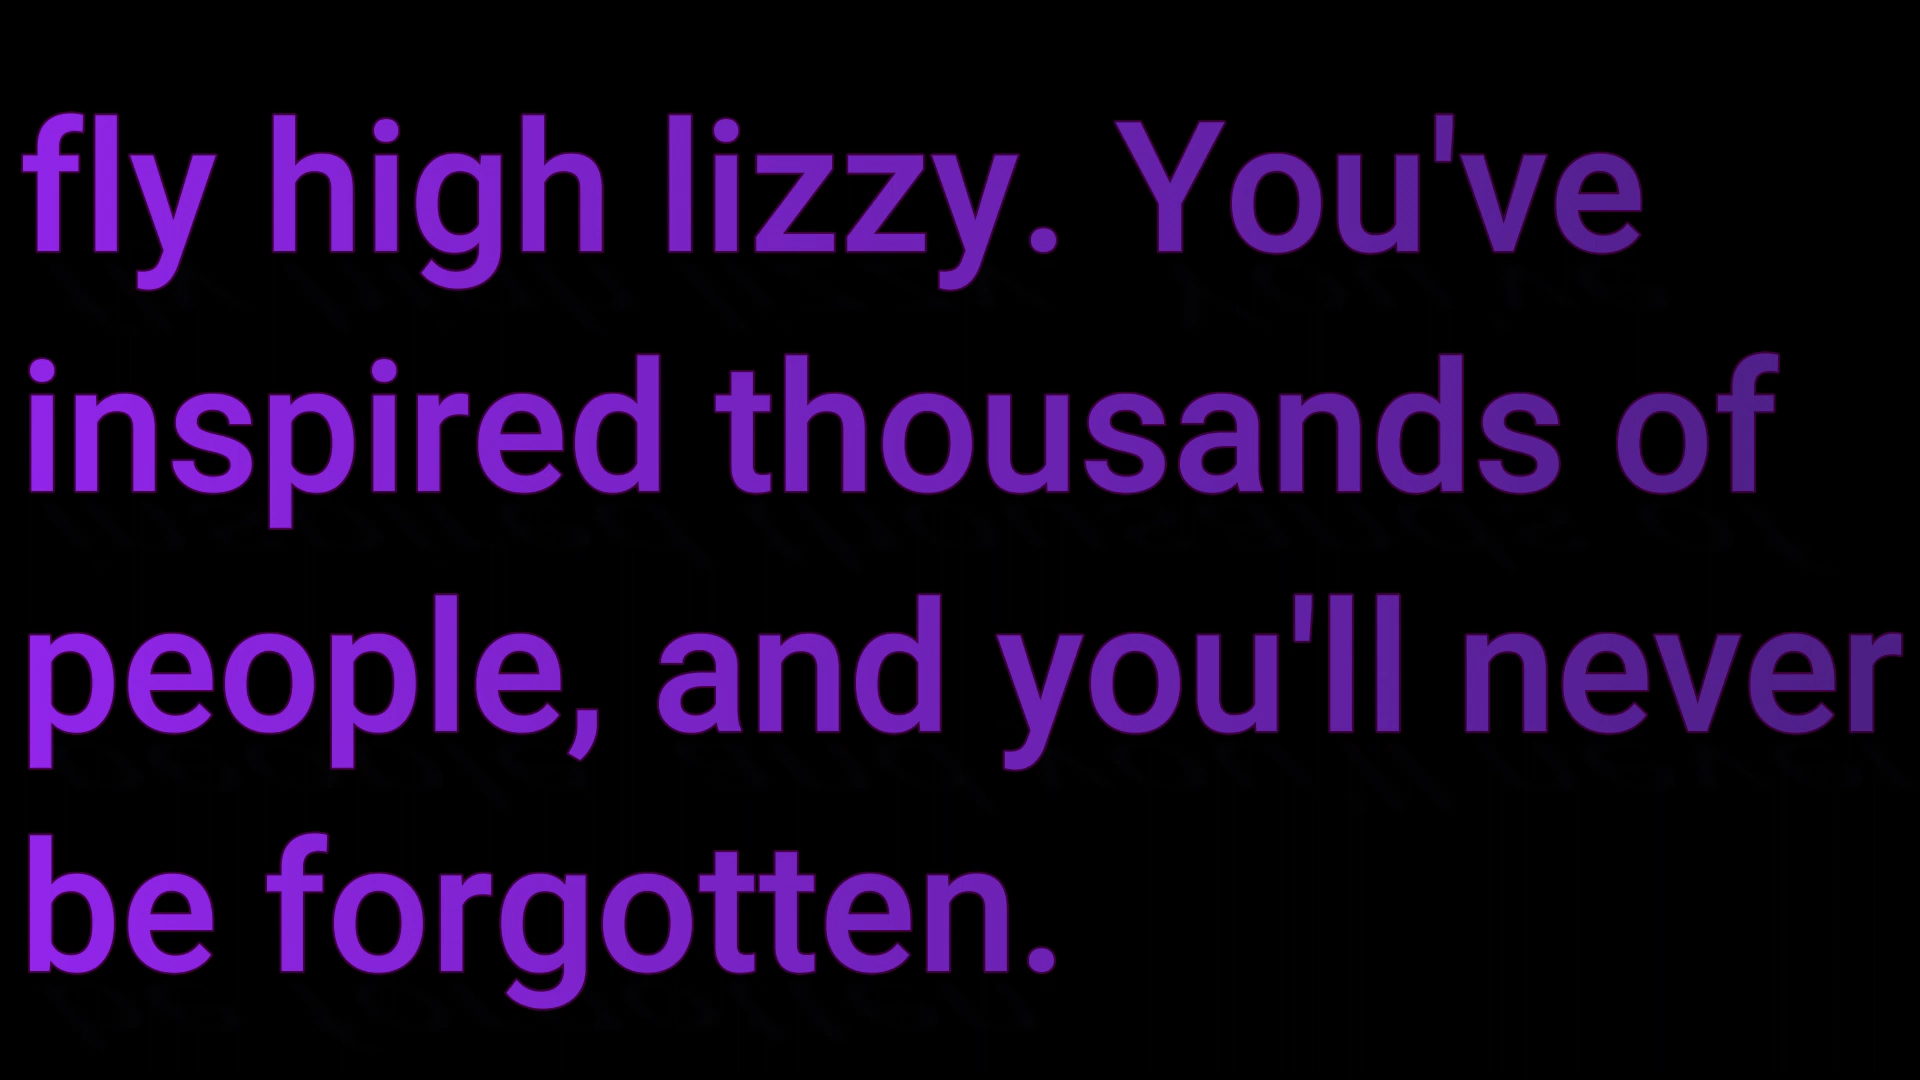 fly high lizzy. You've
inspired thousands of
people, and you'll never
be forgotten.